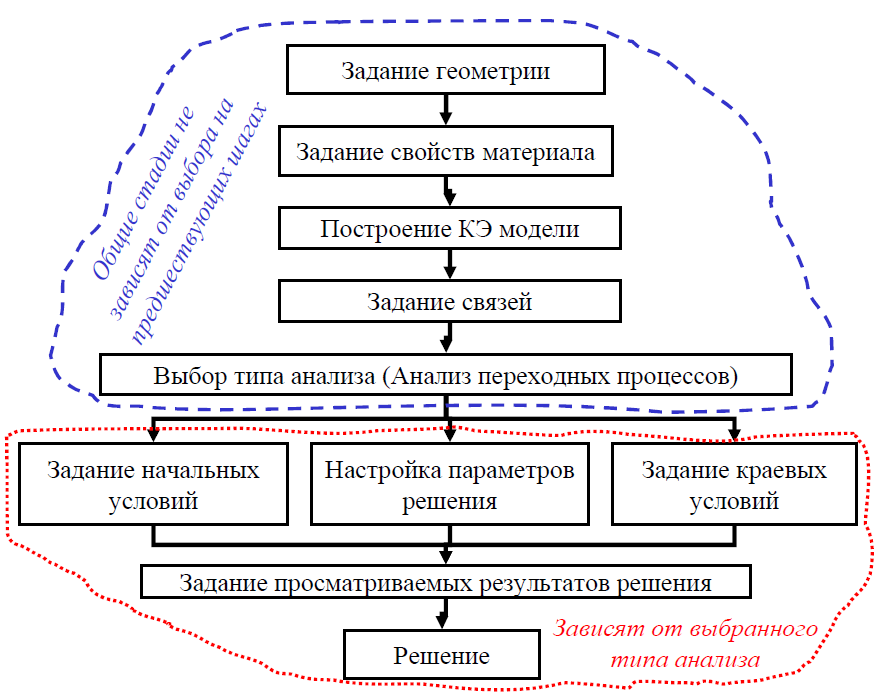 Задание геометрии
Общие стадии не
зависят от выбора на
предшествующих шагах
Задание свойств материала
Построение КЭ модели
Задание связей
Выбор типа анализа (Анализ переходных процессов)
Задание начальных
условий
Настройка параметров
решения
Задание краевых
условий
Задание просматриваемых результатов решения
Зависят от выбранного
типа анализа
Решение